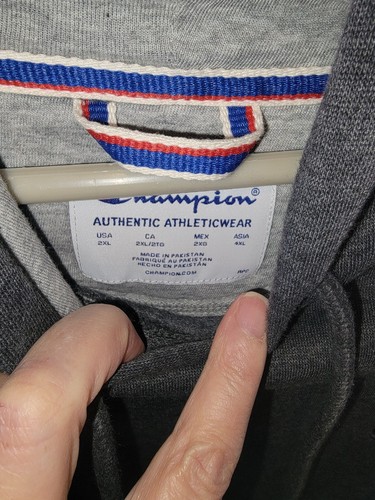 Champion®
AUTHENTIC ATHLETICWEAR
USA CA MEX ASIA
2XL 2XL/2TG 2XG 4XL
MADE IN PAKISTAN
FABRIQUÉ AU PAKISTAN
HECHO EN PAKISTÁN
CHAMPION.COM